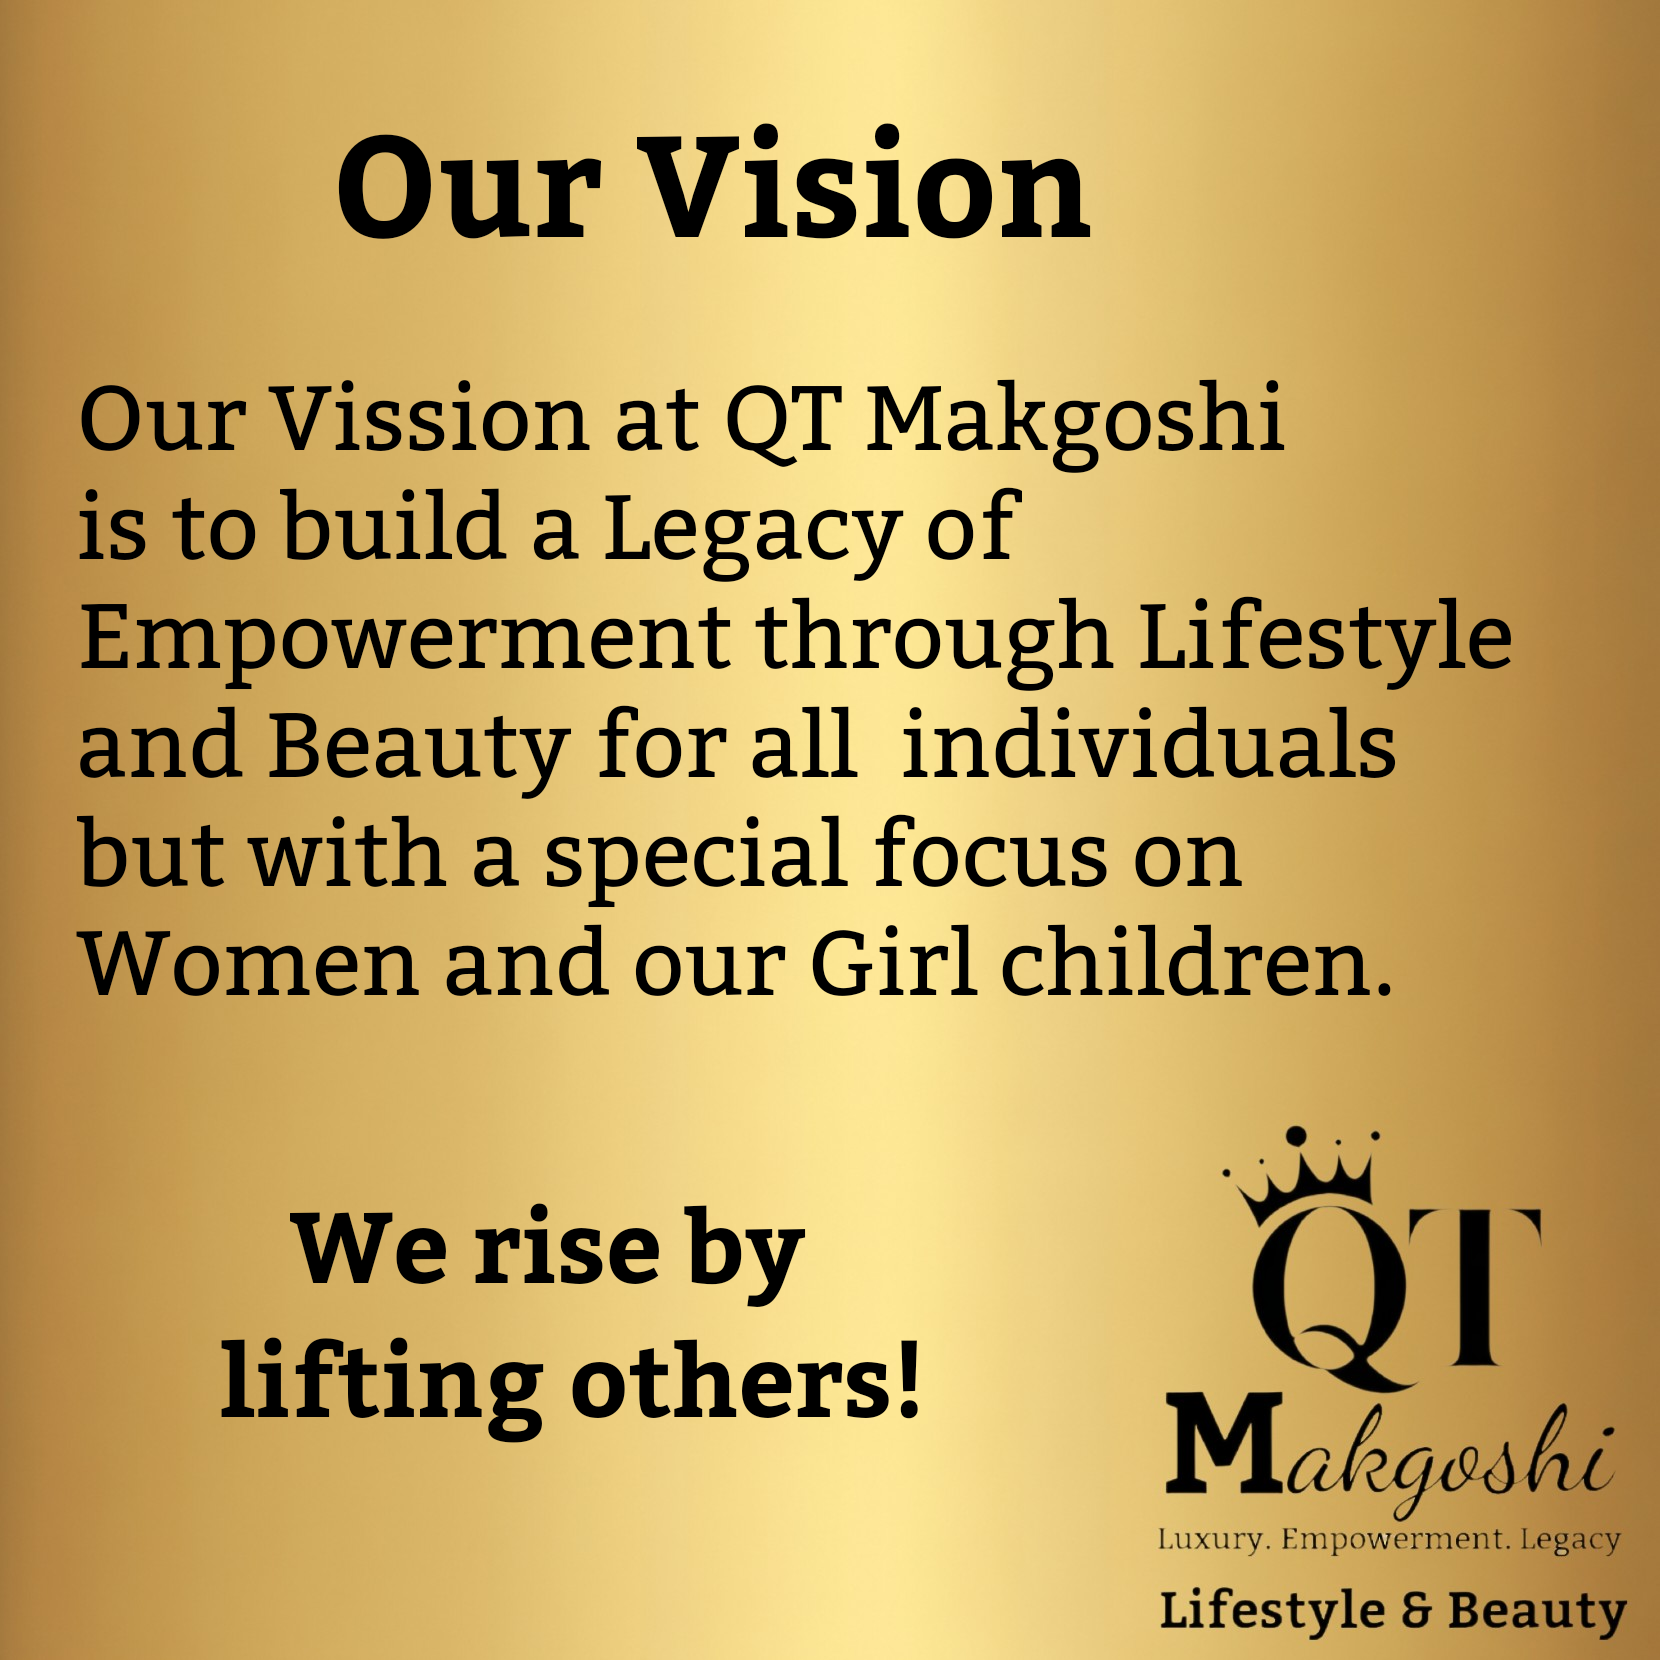 Our Vision
Our Vission at QT Makgoshi
is to build a Legacy of
Empowerment through Lifestyle
and Beauty for all  individuals
but with a special focus on
Women and our Girl children.
We rise by
lifting others!
QT
Makgoshi
Luxury. Empowerment. Legacy
Lifestyle & Beauty